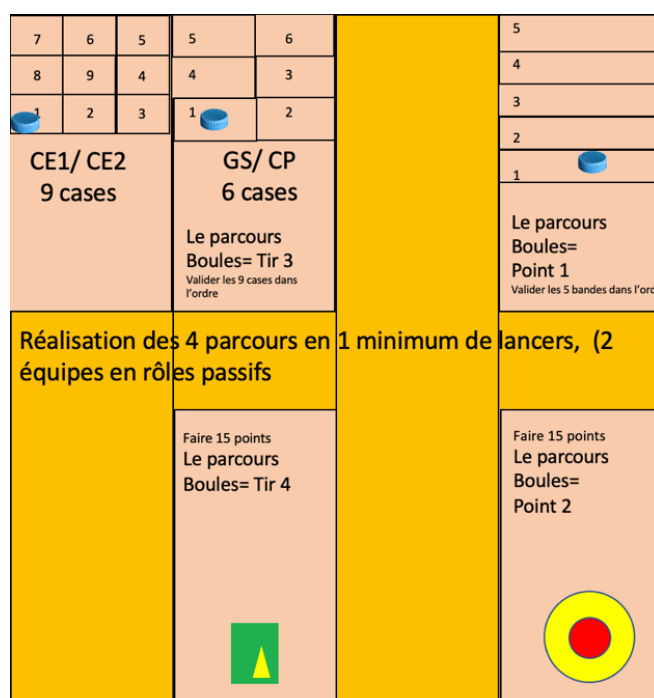 7 6 5
8 9 4
1 2 3
CE1/ CE2
9 cases
5 6
4 3
1 2
GS/ CP
6 cases
Le parcours
Boules= Tir 3
Valider les 9 cases dans
l'ordre
5
4
3
2
1
Le parcours
Boules=
Point 1
Valider les 5 bandes dans l'ord
Réalisation des 4 parcours en 1 minimum de lancers, (2
équipes en rôles passifs
Faire 15 points
Le parcours
Boules= Tir 4
Faire 15 points
Le parcours
Boules=
Point 2